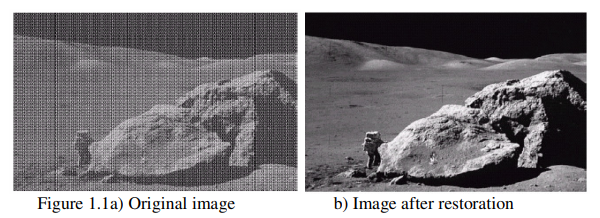 Figure 1.1a) Original image
b) Image after restoration